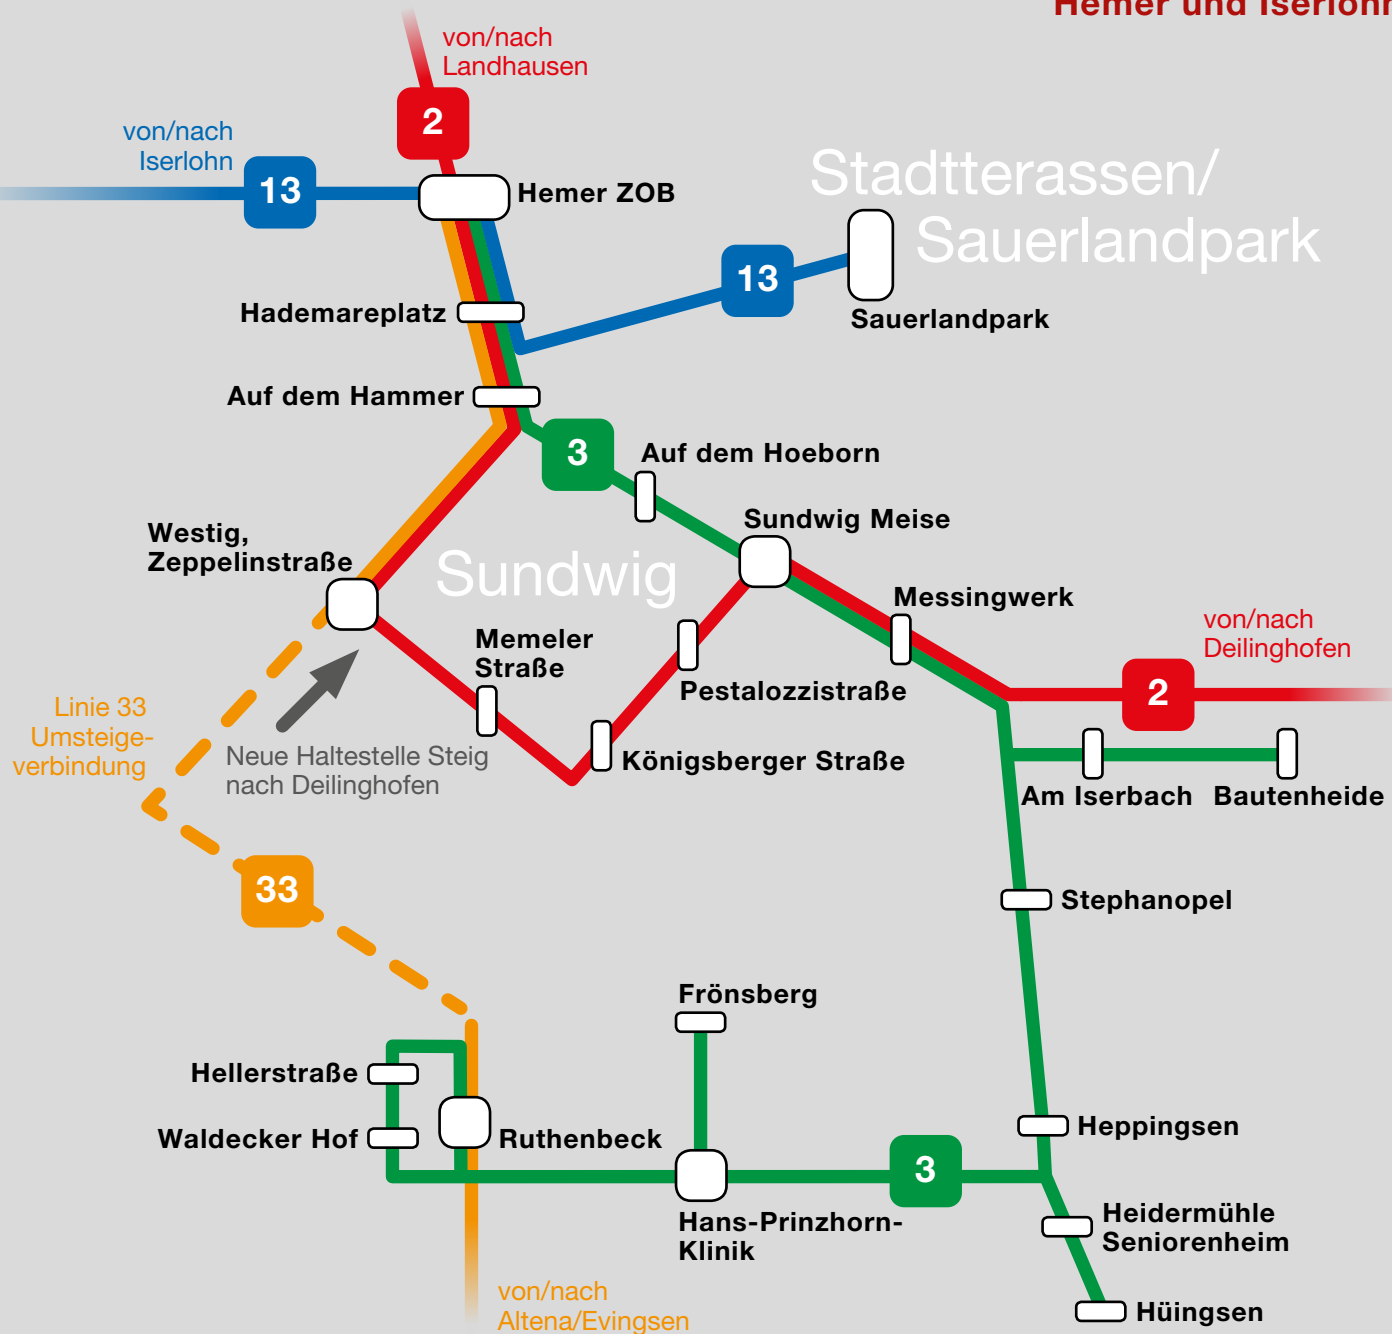 Hemer und Iserlohn
von/nach
Landhausen
2
von/nach
Iserlohn
13
Hemer ZOB
Stadtterassen/
Sauerlandpark
13
Sauerlandpark
Hademareplatz
Auf dem Hammer
3
Auf dem Hoeborn
Sundwig Meise
Westig,
Zeppelinstraße
Sundwig
Messingwerk
von/nach
Deilinghofen
2
Memeler
Straße
Pestalozzistraße
Königsberger Straße
Linie 33
Umsteige-
verbindung
Neue Haltestelle Steig
nach Deilinghofen
Am Iserbach
Bautenheide
33
Stephanopel
Frönsberg
Hellerstraße
Waldecker Hof
Ruthenbeck
Heppingsen
3
Hans-Prinzhorn-
Klinik
Heidermühle
Seniorenheim
von/nach
Altena/Evingsen
Hüingsen